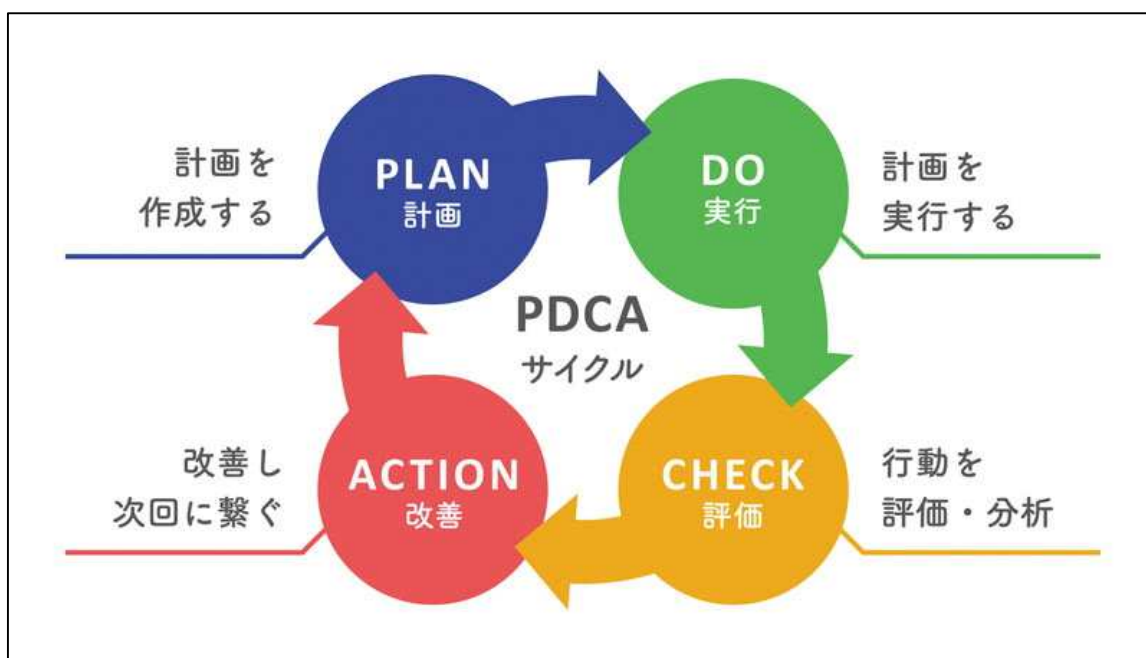 計画を
作成する
PLAN
計画
DO
実行
計画を
実行する
PDCA
サイクル
改善し
次回に繋ぐ
ACTION
改善
CHECK
評価
行動を
評価・分析